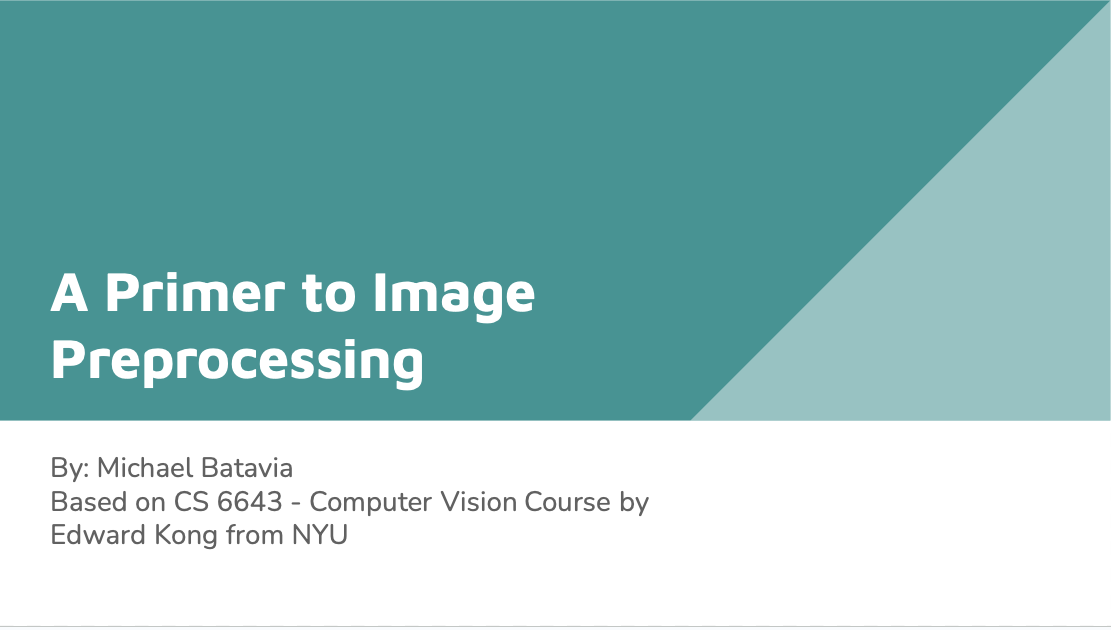 A Primer to Image
Preprocessing
By: Michael Batavia
Based on CS 6643 - Computer Vision Course by
Edward Kong from NYU